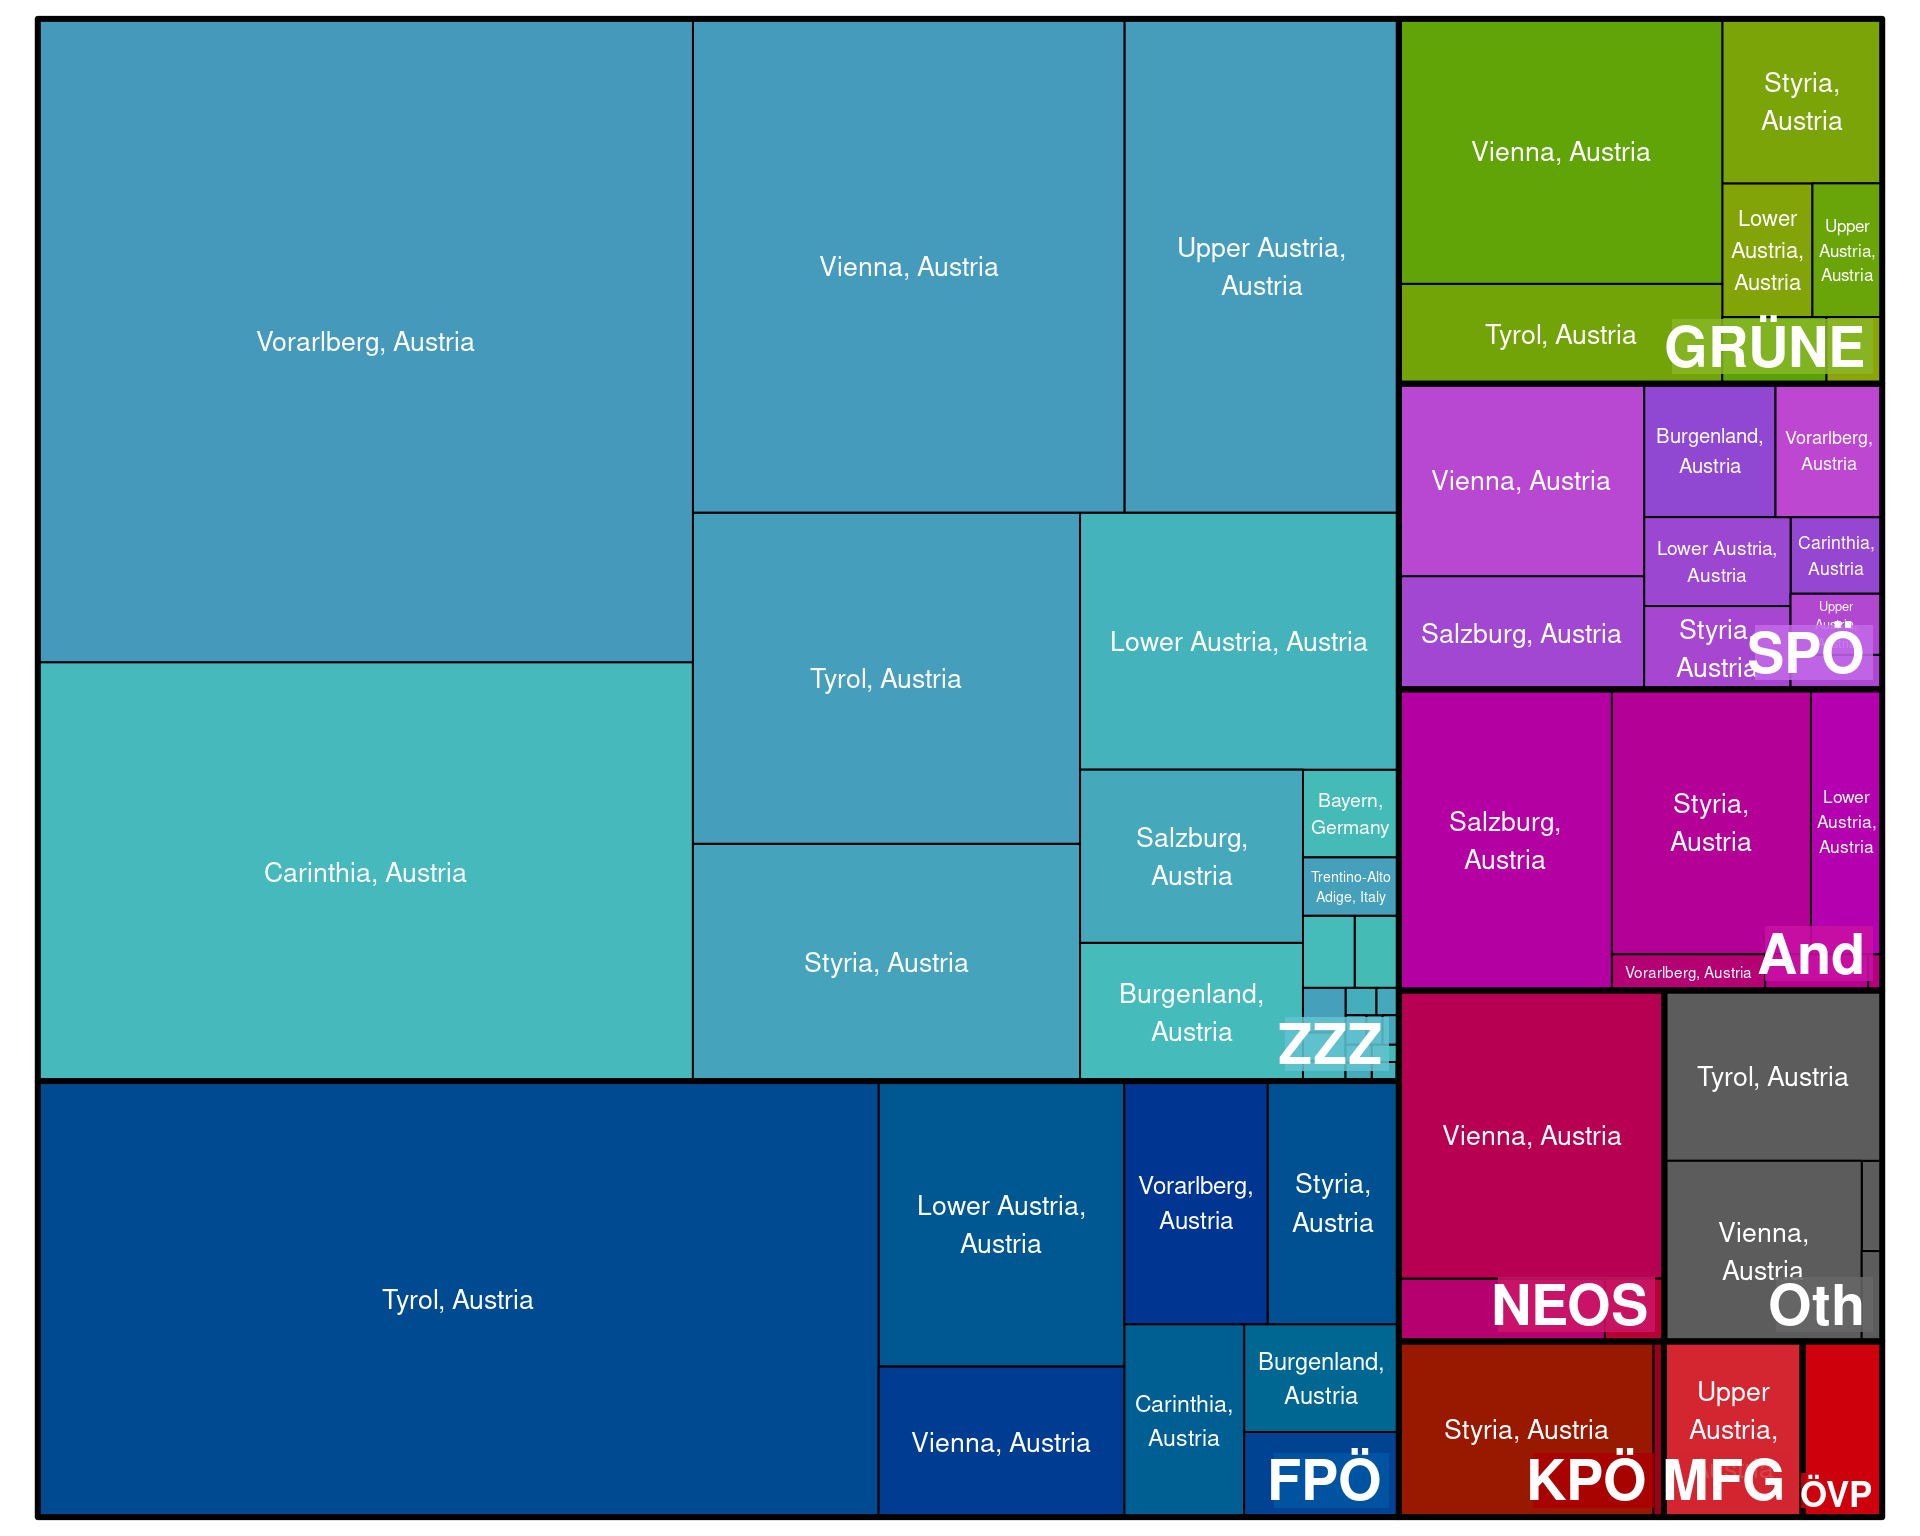 Vorarlberg, Austria
Vienna, Austria
Upper Austria,
Austria
Tyrol, Austria
Lower Austria, Austria
Carinthia, Austria
Styria, Austria
Salzburg,
Austria
Bayern,
Germany
Trentino-Alto
Adige, Italy
Burgenland,
Austria
ZZZ
Tyrol, Austria
Lower Austria,
Austria
Vienna, Austria
Vorarlberg,
Austria
Styria,
Austria
Carinthia,
Austria
Burgenland,
Austria
FPÖ
Vienna, Austria
Styria,
Austria
Lower
Austria,
Austria
Upper
Austria,
Austria
Tyrol, Austria
GRÜNE
Vienna, Austria
Burgenland,
Austria
Vorarlberg,
Austria
Lower Austria,
Austria
Carinthia,
Austria
Salzburg, Austria
Styria,
Austria
Upper
SPÖ
Salzburg,
Austria
Styria,
Austria
Lower
Austria,
Austria
Vorarlberg, Austria
And
Vienna, Austria
NEOS
Tyrol, Austria
Vienna,
Austria
Oth
Styria, Austria
KPÖ
Upper
Austria,
MFG
ÖVP